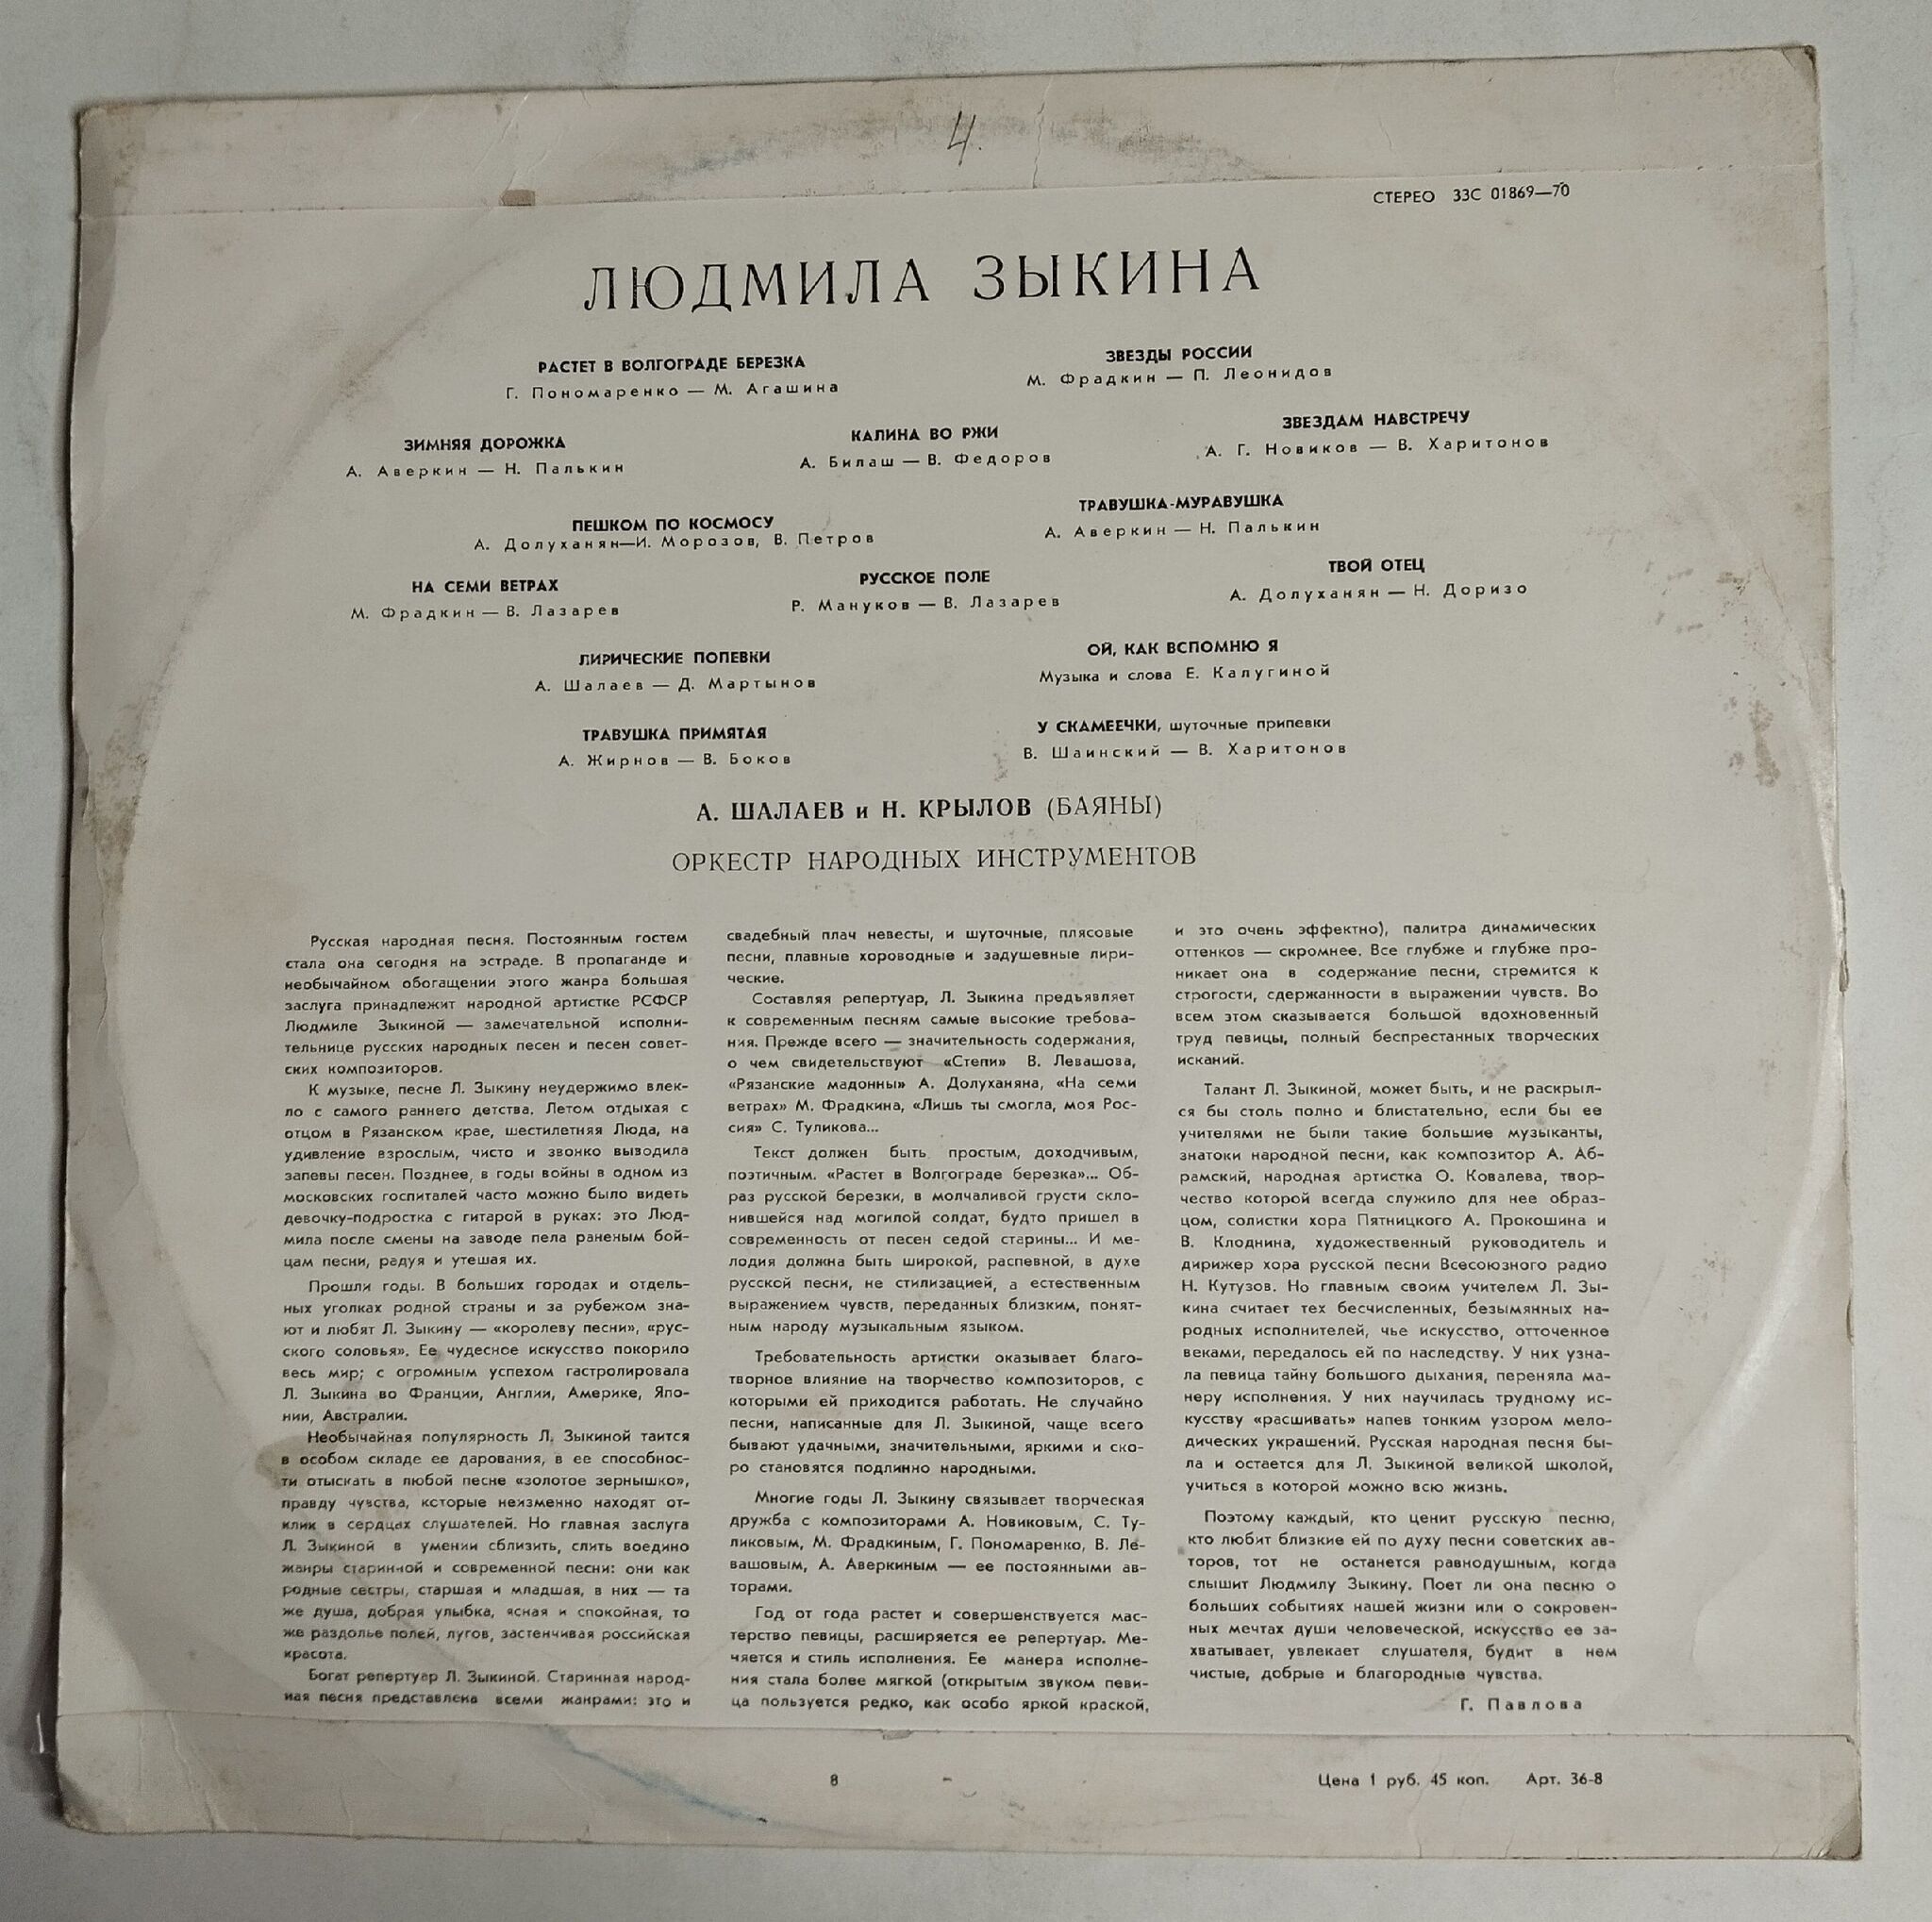 4.
СТЕРЕО 33С 01869—70
ЛЮДМИЛА ЗЫКИНА
РАСТЕТ В ВОЛГОГРАДЕ БЕРЕЗКА
Г. Пономаренко — М. Агашина
ЗВЕЗДЫ РОССИИ
М. Фрадкин — П. Леонидов
ЗИМНЯЯ ДОРОЖКА
А. Аверкин — Н. Палькин
КАЛИНА ВО РЖИ
А. Билаш — В. Федоров
ЗВЕЗДАМ НАВСТРЕЧУ
А. Г. Новиков — В. Харитонов
ПЕШКОМ ПО КОСМОСУ
А. Долуханян—И. Морозов, В. Петров
ТРАВУШКА-МУРАВУШКА
А. Аверкин — Н. Палькин
НА СЕМИ ВЕТРАХ
М. Фрадкин — В. Лазарев
РУССКОЕ ПОЛЕ
Р. Мануков — В. Лазарев
ТВОЙ ОТЕЦ
А. Долуханян — Н. Доризо
ЛИРИЧЕСКИЕ ПОПЕВКИ
А. Шалаев — Д. Мартынов
ОЙ, КАК ВСПОМНЮ Я
Музыка и слова Е. Калугиной
ТРАВУШКА ПРИМЯТАЯ
А. Жирнов — В. Боков
У СКАМЕЕЧКИ, шуточные припевки
В. Шаинский — В. Харитонов
А. ШАЛАЕВ и Н. КРЫЛОВ (БАЯНЫ)
ОРКЕСТР НАРОДНЫХ ИНСТРУМЕНТОВ
Русская народная песня. Постоянным гостем
стала она сегодня на эстраде. В пропаганде и
необычайном обогащении этого жанра большая
заслуга принадлежит народной артистке РСФСР
Людмиле Зыкиной — замечательной исполни-
тельнице русских народных песен и песен совет-
ских композиторов.
К музыке, песне Л. Зыкину неудержимо влек-
ло с самого раннего детства. Летом отдыхая с
отцом в Рязанском крае, шестилетняя Люда, на
удивление взрослым, чисто и звонко выводила
запевы песен. Позднее, в годы войны в одном из
московских госпиталей часто можно было видеть
девочку-подростка с гитарой в руках: это Люд-
мила после смены на заводе пела раненым бой-
цам песни, радуя и утешая их.
Прошли годы. В больших городах и отдель-
ных уголках родной страны и за рубежом зна-
ют и любят Л. Зыкину — «королеву песни», «рус-
ского соловья». Ее чудесное искусство покорило
весь мир; с огромным успехом гастролировала
Л. Зыкина во Франции, Англии, Америке, Япо-
нии, Австралии.
Необычайная популярность Л. Зыкиной таится
в особом складе ее дарования, в ее способнос-
ти отыскать в любой песне «золотое зернышко»,
правду чувства, которые неизменно находят от-
клик в сердцах слушателей. Но главная заслуга
Л. Зыкиной в умении сблизить, слить воедино
жанры старинной и современной песни: они как
родные сестры, старшая и младшая, в них — та
же душа, добрая улыбка, ясная и спокойная, то
же раздолье полей, лугов, застенчивая российская
красота.
Богат репертуар Л. Зыкиной. Старинная народ-
ная песня представлена всеми жанрами: это и
свадебный плач невесты, и шуточные, плясовые
песни, плавные хороводные и задушевные лири-
ческие.
Составляя репертуар, Л. Зыкина предъявляет
к современным песням самые высокие требова-
ния. Прежде всего — значительность содержания,
о чем свидетельствуют «Степи» В. Левашова,
«Рязанские мадонны» А. Долуханяна, «На семи
ветрах» М. Фрадкина, «Лишь ты смогла, моя Рос-
сия» С. Туликова...
Текст должен быть простым, доходчивым,
поэтичным. «Растет в Волгограде березка»... Об-
раз русской березки, в молчаливой грусти скло-
нившейся над могилой солдат, будто пришел в
современность от песен седой старины... И ме-
лодия должна быть широкой, распевной, в духе
русской песни, не стилизацией, а естественным
выражением чувств, переданных близким, понят-
ным народу музыкальным языком.
Требовательность артистки оказывает благо-
творное влияние на творчество композиторов, с
которыми ей приходится работать. Не случайно
песни, написанные для Л. Зыкиной, чаще всего
бывают удачными, значительными, яркими и ско-
ро становятся подлинно народными.
Многие годы Л. Зыкину связывает творческая
дружба с композиторами А. Новиковым, С. Ту-
ликовым, М. Фрадкиным, Г. Пономаренко, В. Ле-
вашовым, А. Аверкиным — ее постоянными ав-
торами.
Год от года растет и совершенствуется мас-
терство певицы, расширяется ее репертуар. Ме-
няется и стиль исполнения. Ее манера исполне-
ния стала более мягкой (открытым звуком певи-
ца пользуется редко, как особо яркой краской,
и это очень эффектно), палитра динамических
оттенков — скромнее. Все глубже и глубже про-
никает она в содержание песни, стремится к
строгости, сдержанности в выражении чувств. Во
всем этом сказывается большой вдохновенный
труд певицы, полный беспрестанных творческих
исканий.
Талант Л. Зыкиной, может быть, и не раскрыл-
ся бы столь полно и блистательно, если бы ее
учителями не были такие большие музыканты,
знатоки народной песни, как композитор А. Аб-
рамский, народная артистка О. Ковалева, твор-
чество которой всегда служило для нее образ-
цом, солистки хора Пятницкого А. Прокошина и
В. Клоднина, художественный руководитель и
дирижер хора русской песни Всесоюзного радио
Н. Кутузов. Но главным своим учителем Л. Зы-
кина считает тех бесчисленных, безымянных на-
родных исполнителей, чье искусство, отточенное
веками, передалось ей по наследству. У них узна-
ла певица тайну большого дыхания, переняла ма-
неру исполнения. У них научилась трудному ис-
кусству «расшивать» напев тонким узором мело-
дических украшений. Русская народная песня бы-
ла и остается для Л. Зыкиной великой школой,
учиться в которой можно всю жизнь.
Поэтому каждый, кто ценит русскую песню,
кто любит близкие ей по духу песни советских ав-
торов, тот не останется равнодушным, когда
слышит Людмилу Зыкину. Поет ли она песню о
больших событиях нашей жизни или о сокровен-
ных мечтах души человеческой, искусство ее за-
хватывает, увлекает слушателя, будит в нем
чистые, добрые и благородные чувства.
Г. Павлова
8
Цена 1 руб. 45 коп. Арт. 36-8